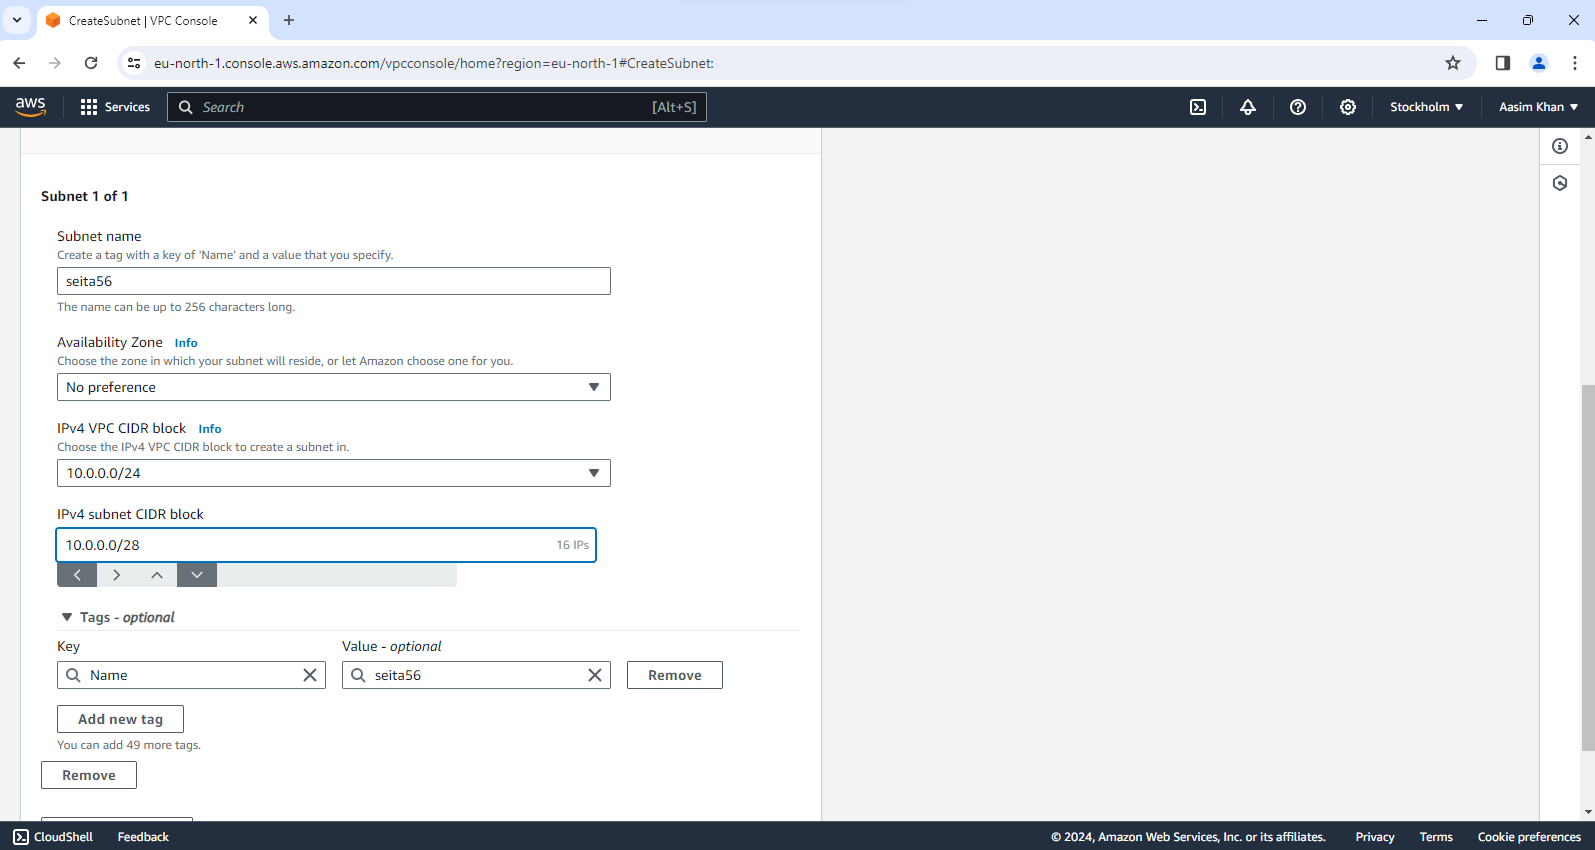 CreateSubnet | VPC Console
eu-north-1.console.aws.amazon.com/vpcconsole/home?region=eu-north-1#CreateSubnet:
aws
Services
Search
[Alt+S]
Stockholm
Aasim Khan
Subnet 1 of 1
Subnet name
Create a tag with a key of 'Name' and a value that you specify.
seita56
The name can be up to 256 characters long.
Availability Zone Info
Choose the zone in which your subnet will reside, or let Amazon choose one for you.
No preference
IPv4 VPC CIDR block Info
Choose the IPv4 VPC CIDR block to create a subnet in.
10.0.0.0/24
IPv4 subnet CIDR block
10.0.0.0/28 16 IPs
Tags - optional
Key Value - optional
Name seita56 Remove
Add new tag
You can add 49 more tags.
Remove
CloudShell Feedback © 2024, Amazon Web Services, Inc. or its affiliates. Privacy Terms Cookie preferences